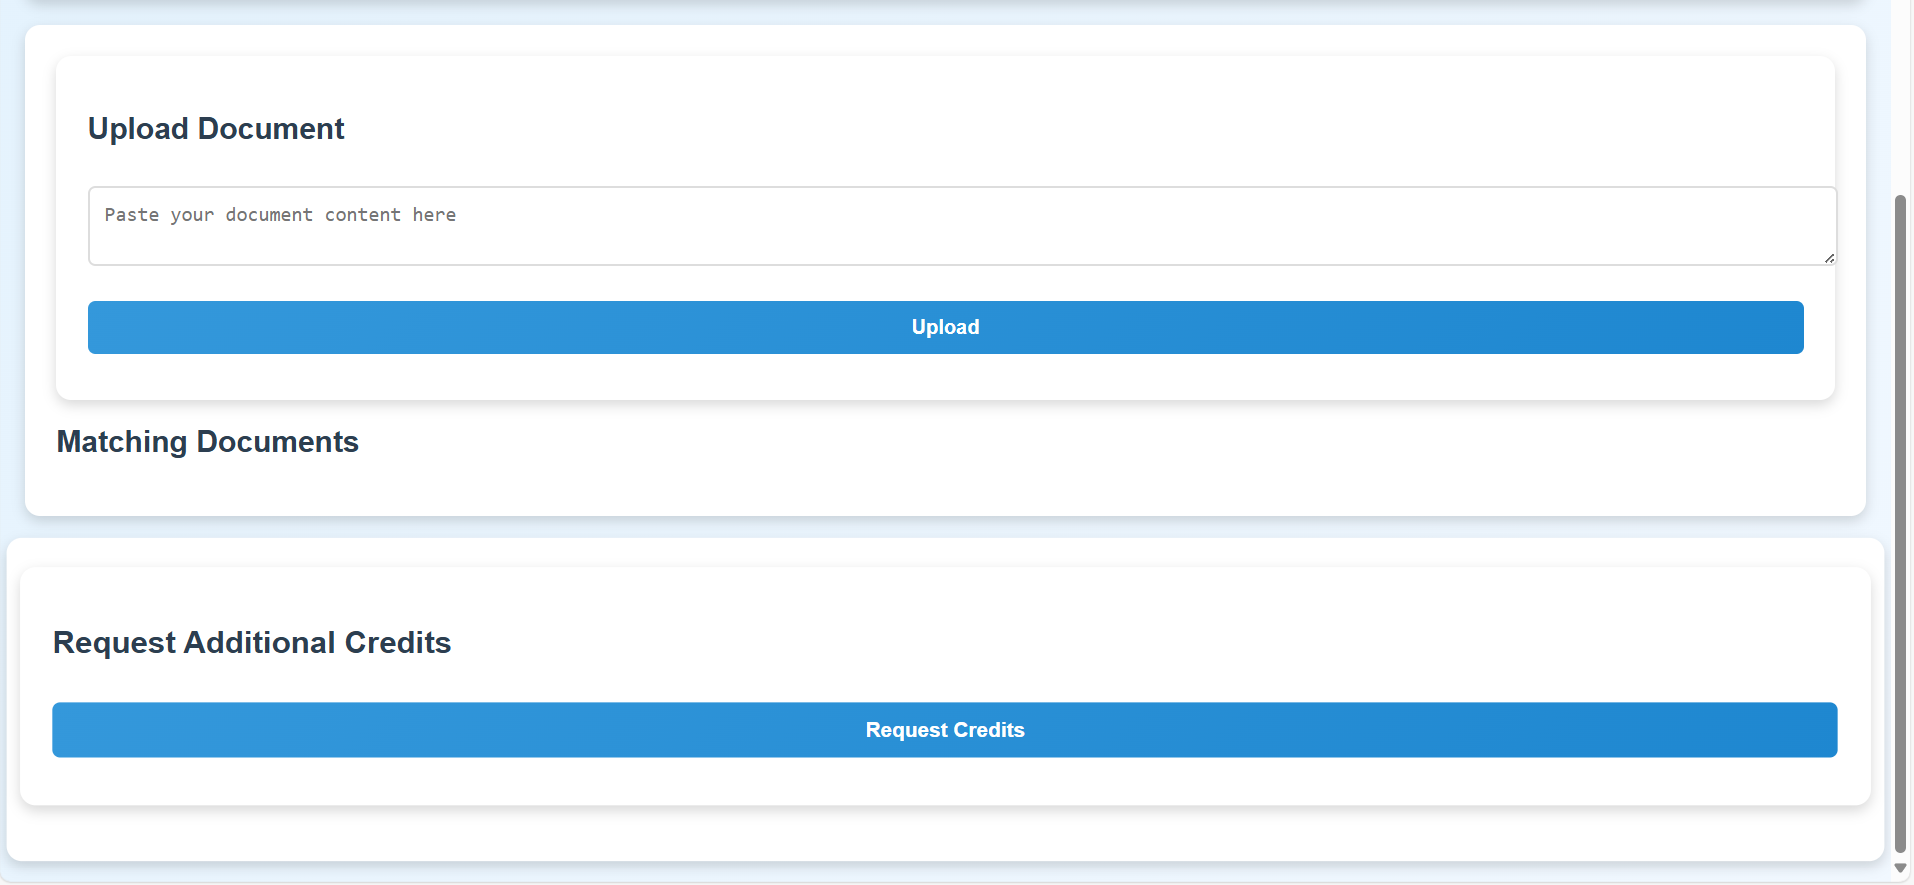 Upload Document
Paste your document content here
Upload
Matching Documents
Request Additional Credits
Request Credits